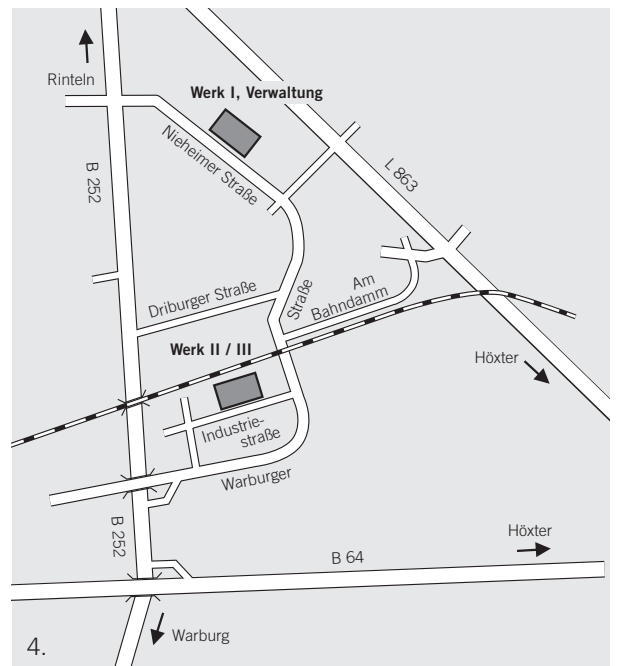 Rinteln
Werk I, Verwaltung
Nieheimer Straße
B 252
L 863
Driburger Straße
Straße
Am
Bahndamm
Werk II / III
Höxter
Industrie-
straße
Warburger
B 252
Höxter
B 64
Warburg
4.